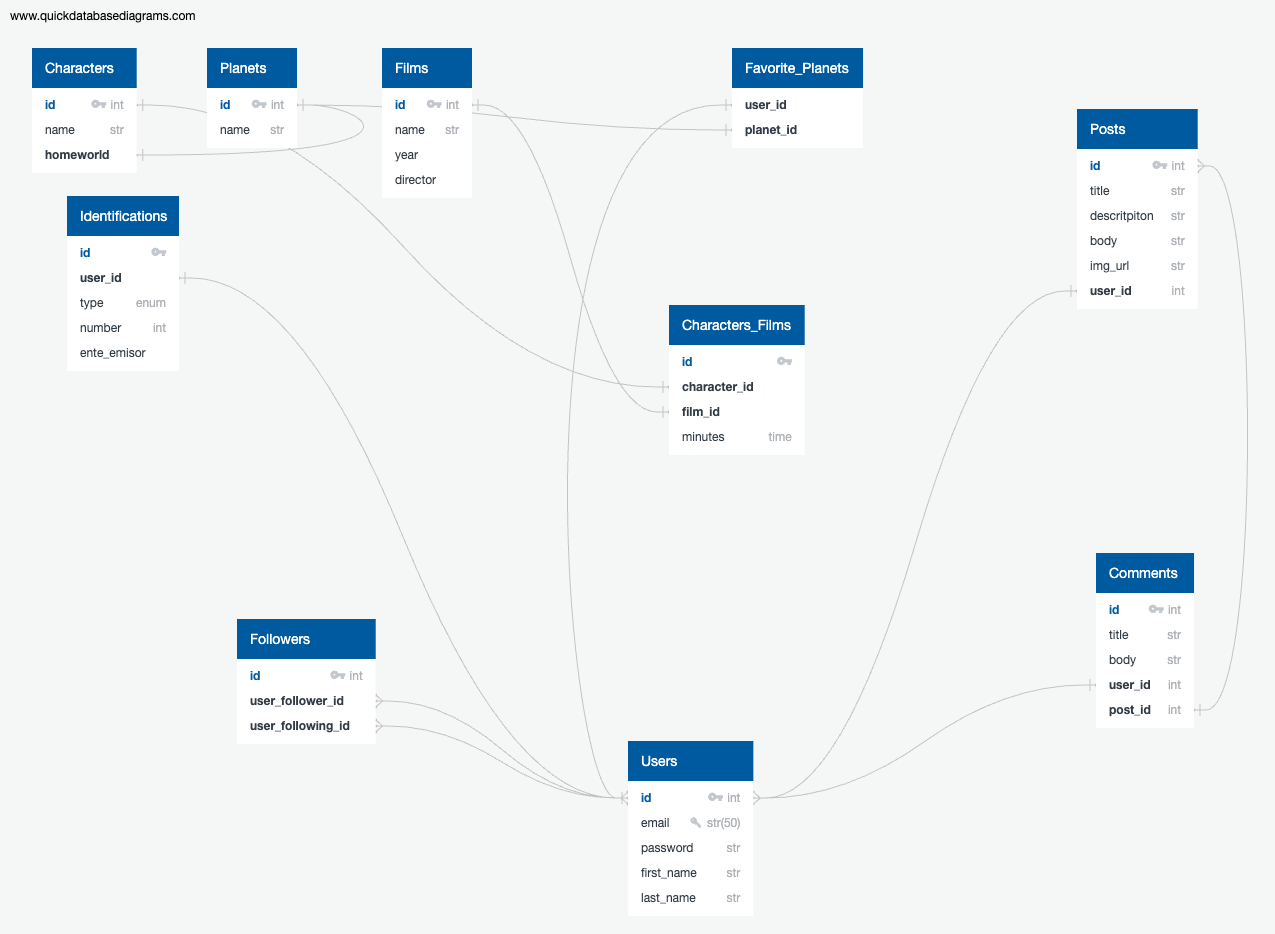 www.quickdatabasediagrams.com
Characters
id int
name str
homeworld
Planets
id int
name str
Films
id int
name str
year
director
Favorite_Planets
user_id
planet_id
Posts
id int
title str
descritpiton str
body str
img_url str
user_id int
Identifications
id
user_id
type enum
number int
ente_emisor
Characters_Films
id
character_id
film_id
minutes time
Comments
id int
title str
body str
user_id int
post_id int
Followers
id int
user_follower_id
user_following_id
Users
id int
email str(50)
password str
first_name str
last_name str